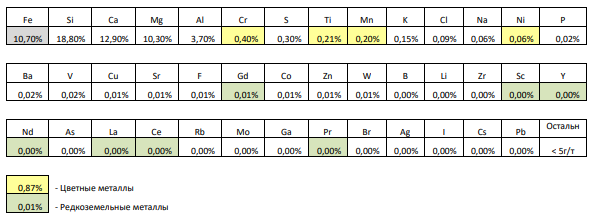 Fe Si Ca Mg Al Cr S Ti Mn K Cl Na Ni P
10,70% 18,80% 12,90% 10,30% 3,70% 0,40% 0,30% 0,21% 0,20% 0,15% 0,09% 0,06% 0,06% 0,02%
Ba V Cu Sr F Gd Co Zn W B Li Zr Sc Y
0,02% 0,02% 0,01% 0,01% 0,01% 0,01% 0,01% 0,01% 0,01% 0,00% 0,00% 0,00% 0,00% 0,00%
Nd As La Ce Rb Mo Ga Pr Br Ag I Cs Pb Остальн
0,00% 0,00% 0,00% 0,00% 0,00% 0,00% 0,00% 0,00% 0,00% 0,00% 0,00% 0,00% 0,00% < 5г/т
0,87% - Цветные металлы
0,01% - Редкоземельные металлы